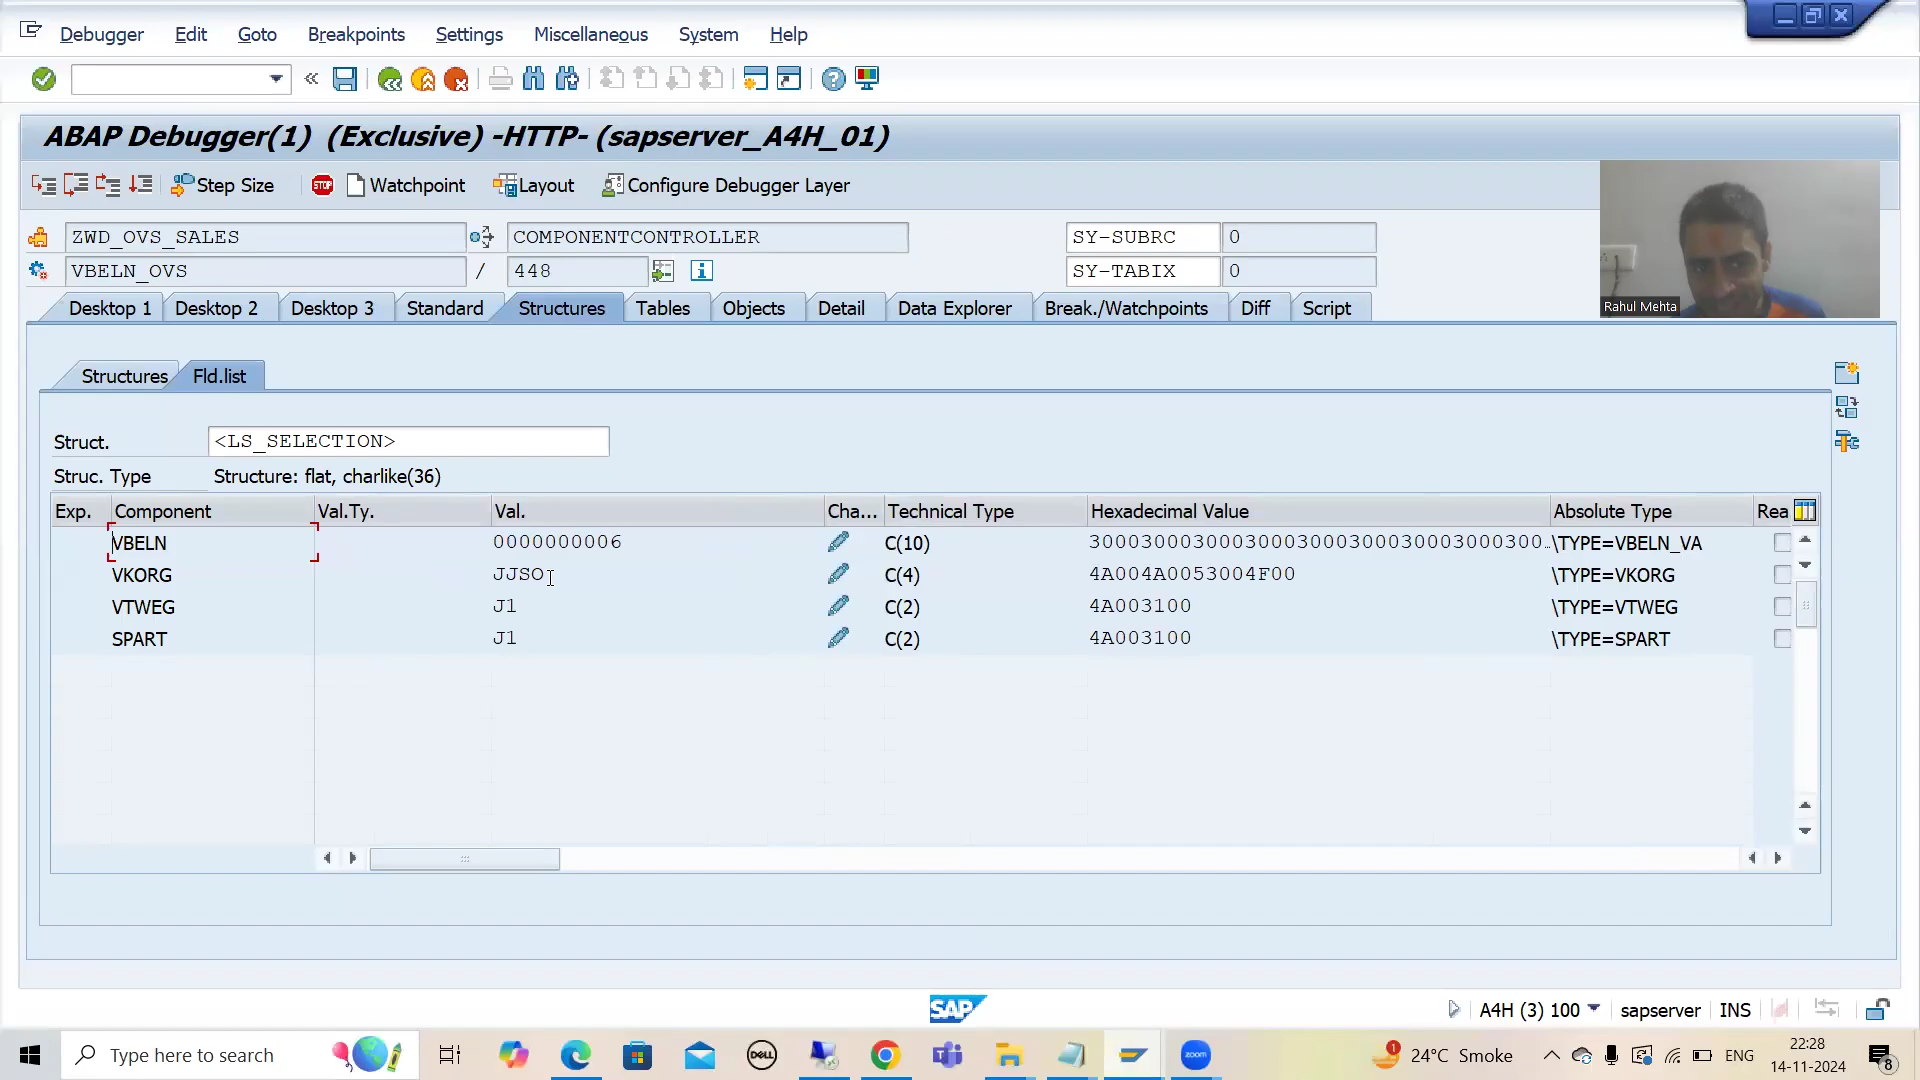 Debugger Edit Goto Breakpoints Settings Miscellaneous System Help
ABAP Debugger(1) (Exclusive) -HTTP- (sapserver_A4H_01)
Step Size STOP Watchpoint Layout Configure Debugger Layer
ZWD_OVS_SALES COMPONENTCONTROLLER SY-SUBRC 0
VBELN_OVS / 448 SY-TABIX 0
Rahul Mehta
Desktop 1 Desktop 2 Desktop 3 Standard Structures Tables Objects Detail Data Explorer Break./Watchpoints Diff Script
Structures Fld.list
Struct. <LS_SELECTION>
Struc. Type Structure: flat, charlike(36)
Exp. Component Val.Ty. Val. Cha... Technical Type Hexadecimal Value Absolute Type Rea
VBELN 0000000006 C(10) 300030003000300030003000300030003000300... \TYPE=VBELN_VA
VKORG JJSO C(4) 4A004A0053004F00 \TYPE=VKORG
VTWEG J1 C(2) 4A003100 \TYPE=VTWEG
SPART J1 C(2) 4A003100 \TYPE=SPART
SAP
A4H (3) 100 sapserver INS
Type here to search
DELL
zoom
1
24°C Smoke
ENG
22:28
14-11-2024
8